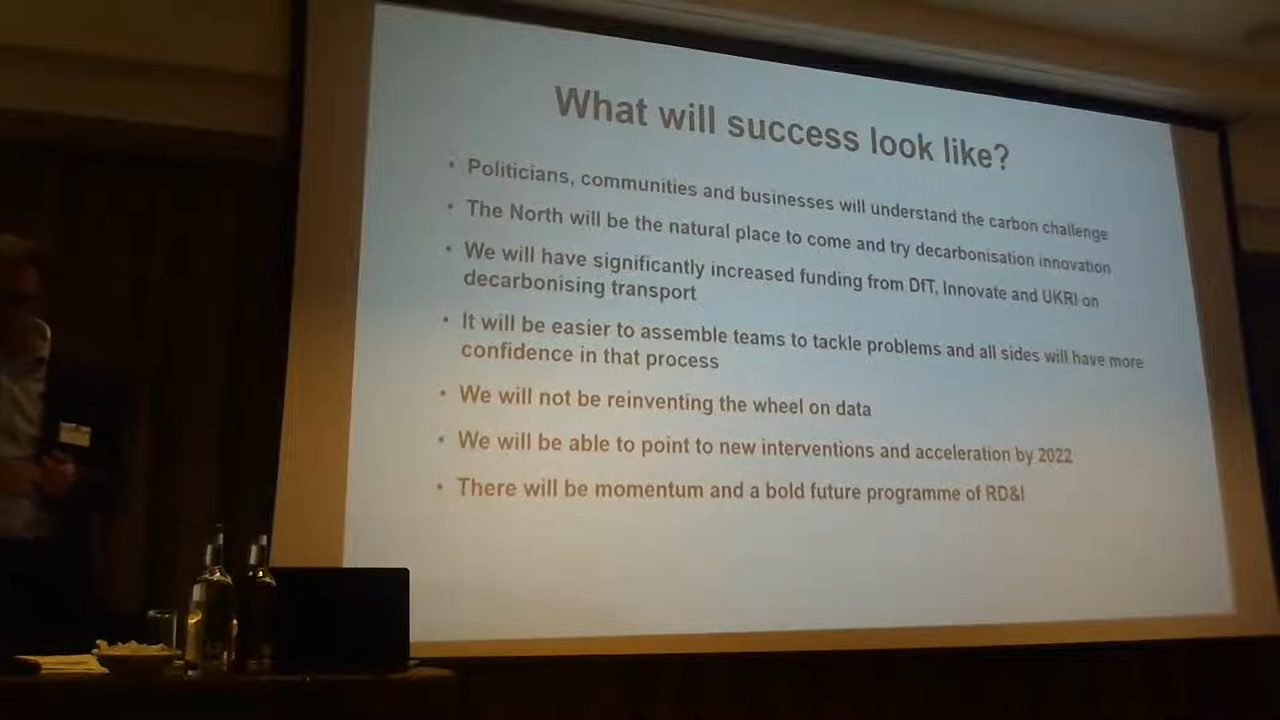 What will success look like?
• Politicians, communities and businesses will understand the carbon challenge
• The North will be the natural place to come and try decarbonisation innovation
• We will have significantly increased funding from DfT, Innovate and UKRI on
decarbonising transport
• It will be easier to assemble teams to tackle problems and all sides will have more
confidence in that process
• We will not be reinventing the wheel on data
• We will be able to point to new interventions and acceleration by 2022
• There will be momentum and a bold future programme of RD&I